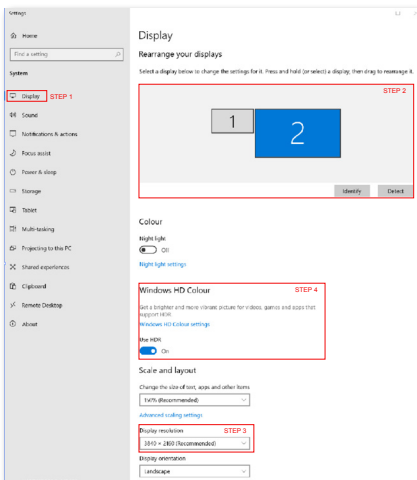 Settings
Home
Find a setting
System
Display STEP 1
Sound
Notifications & actions
Focus assist
Power & sleep
Storage
Tablet
Multi-tasking
Projecting to this PC
Shared experiences
Clipboard
Remote Desktop
About
Display
Rearrange your displays
Select a display below to change the settings for it. Press and hold (or select) a display, then drag to rearrange it.
STEP 2
1
2
Identify Detect
Colour
Night light
Off
Night light settings
Windows HD Colour STEP 4
Get a brighter and more vibrant picture for videos, games and apps that
support HDR.
Windows HD Colour settings
Use HDR
On
Scale and layout
Change the size of text, apps and other items
150% (Recommended)
Advanced scaling settings
Display resolution STEP 3
3840 × 2160 (Recommended)
Display orientation
Landscape